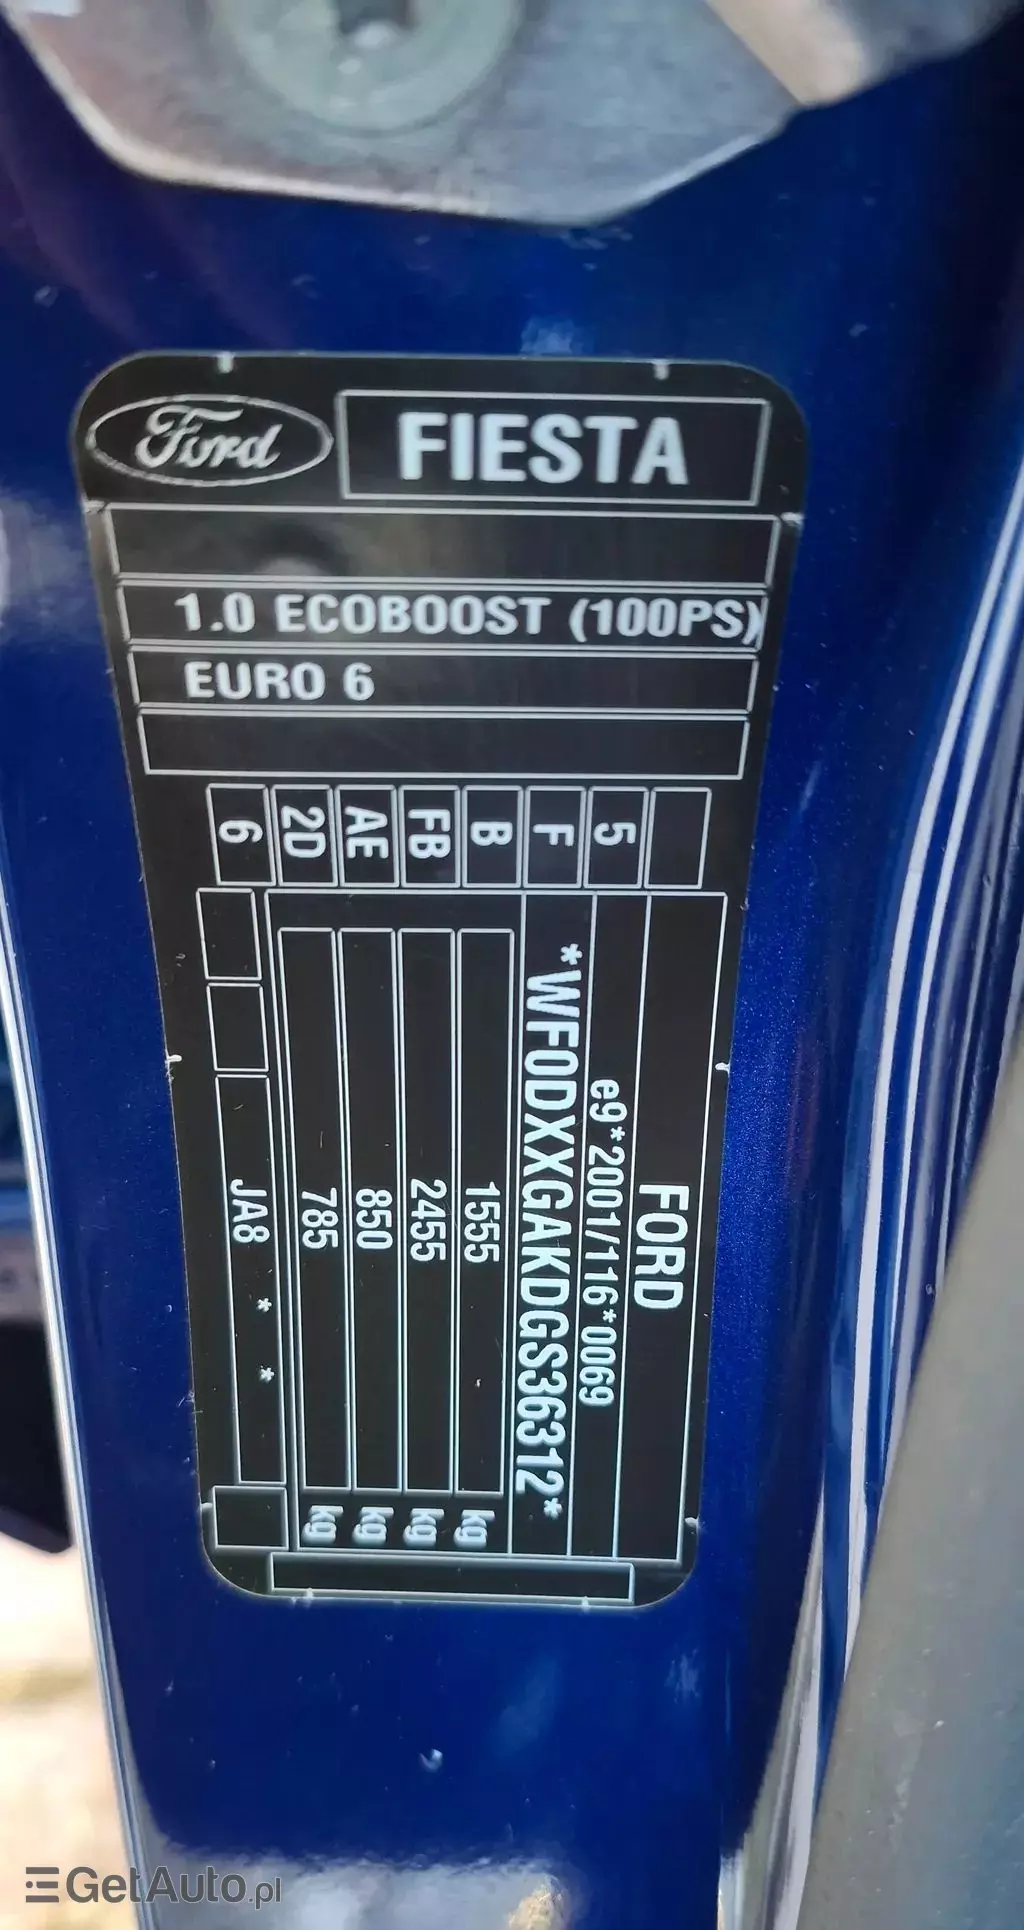 Ford
FIESTA
1.0 ECOBOOST (100PS)
EURO 6
5
F
B
FB
AE
2D
6
FORD
e9*2001/116*0069
*WF0DXXGAKDGS36312*
1555 kg
2455 kg
850 kg
785 kg
JA8 * *
GetAuto.pl